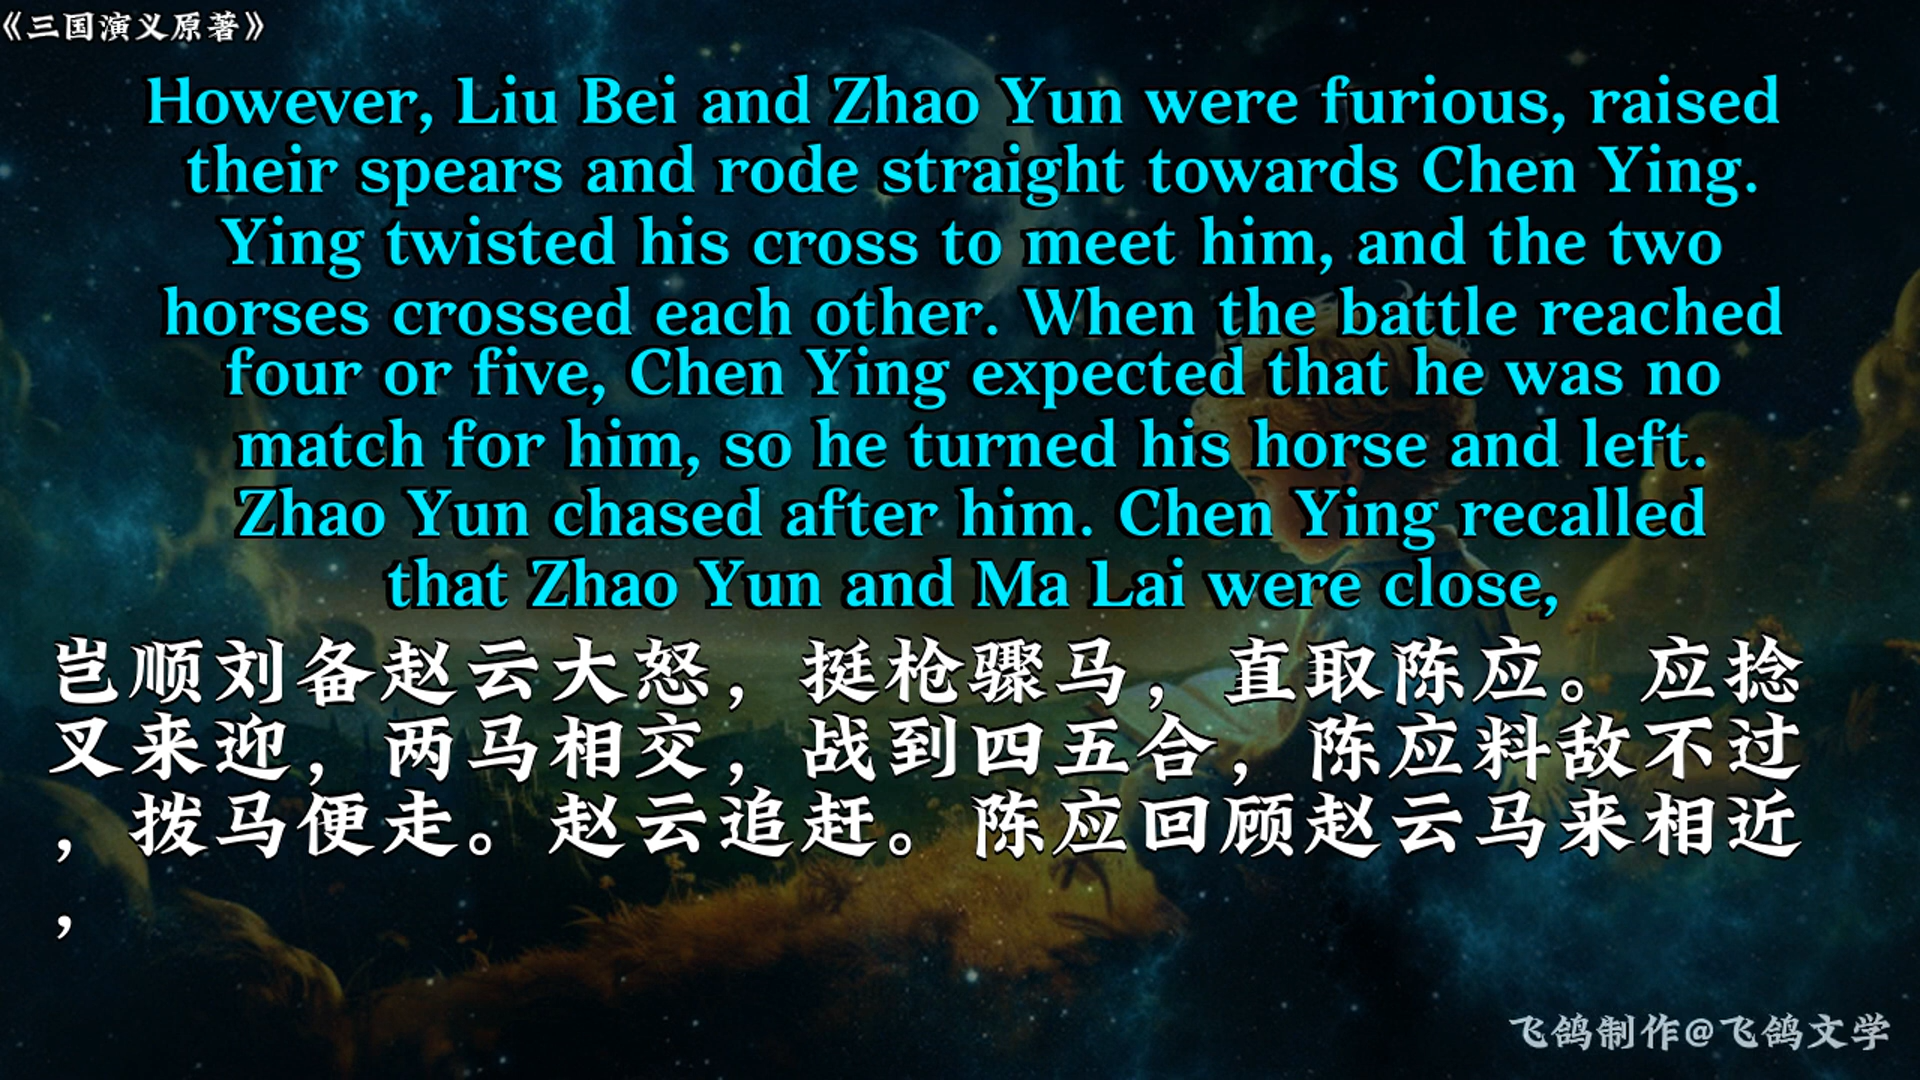 《三国演义原著》
However, Liu Bei and Zhao Yun were furious, raised
their spears and rode straight towards Chen Ying.
Ying twisted his cross to meet him, and the two
horses crossed each other. When the battle reached
four or five, Chen Ying expected that he was no
match for him, so he turned his horse and left.
Zhao Yun chased after him. Chen Ying recalled
that Zhao Yun and Ma Lai were close,
岂顺刘备赵云大怒，挺枪骤马，直取陈应。应捻
叉来迎，两马相交，战到四五合，陈应料敌不过
，拨马便走。赵云追赶。陈应回顾赵云马来相近
，
飞鸽制作@飞鸽文学